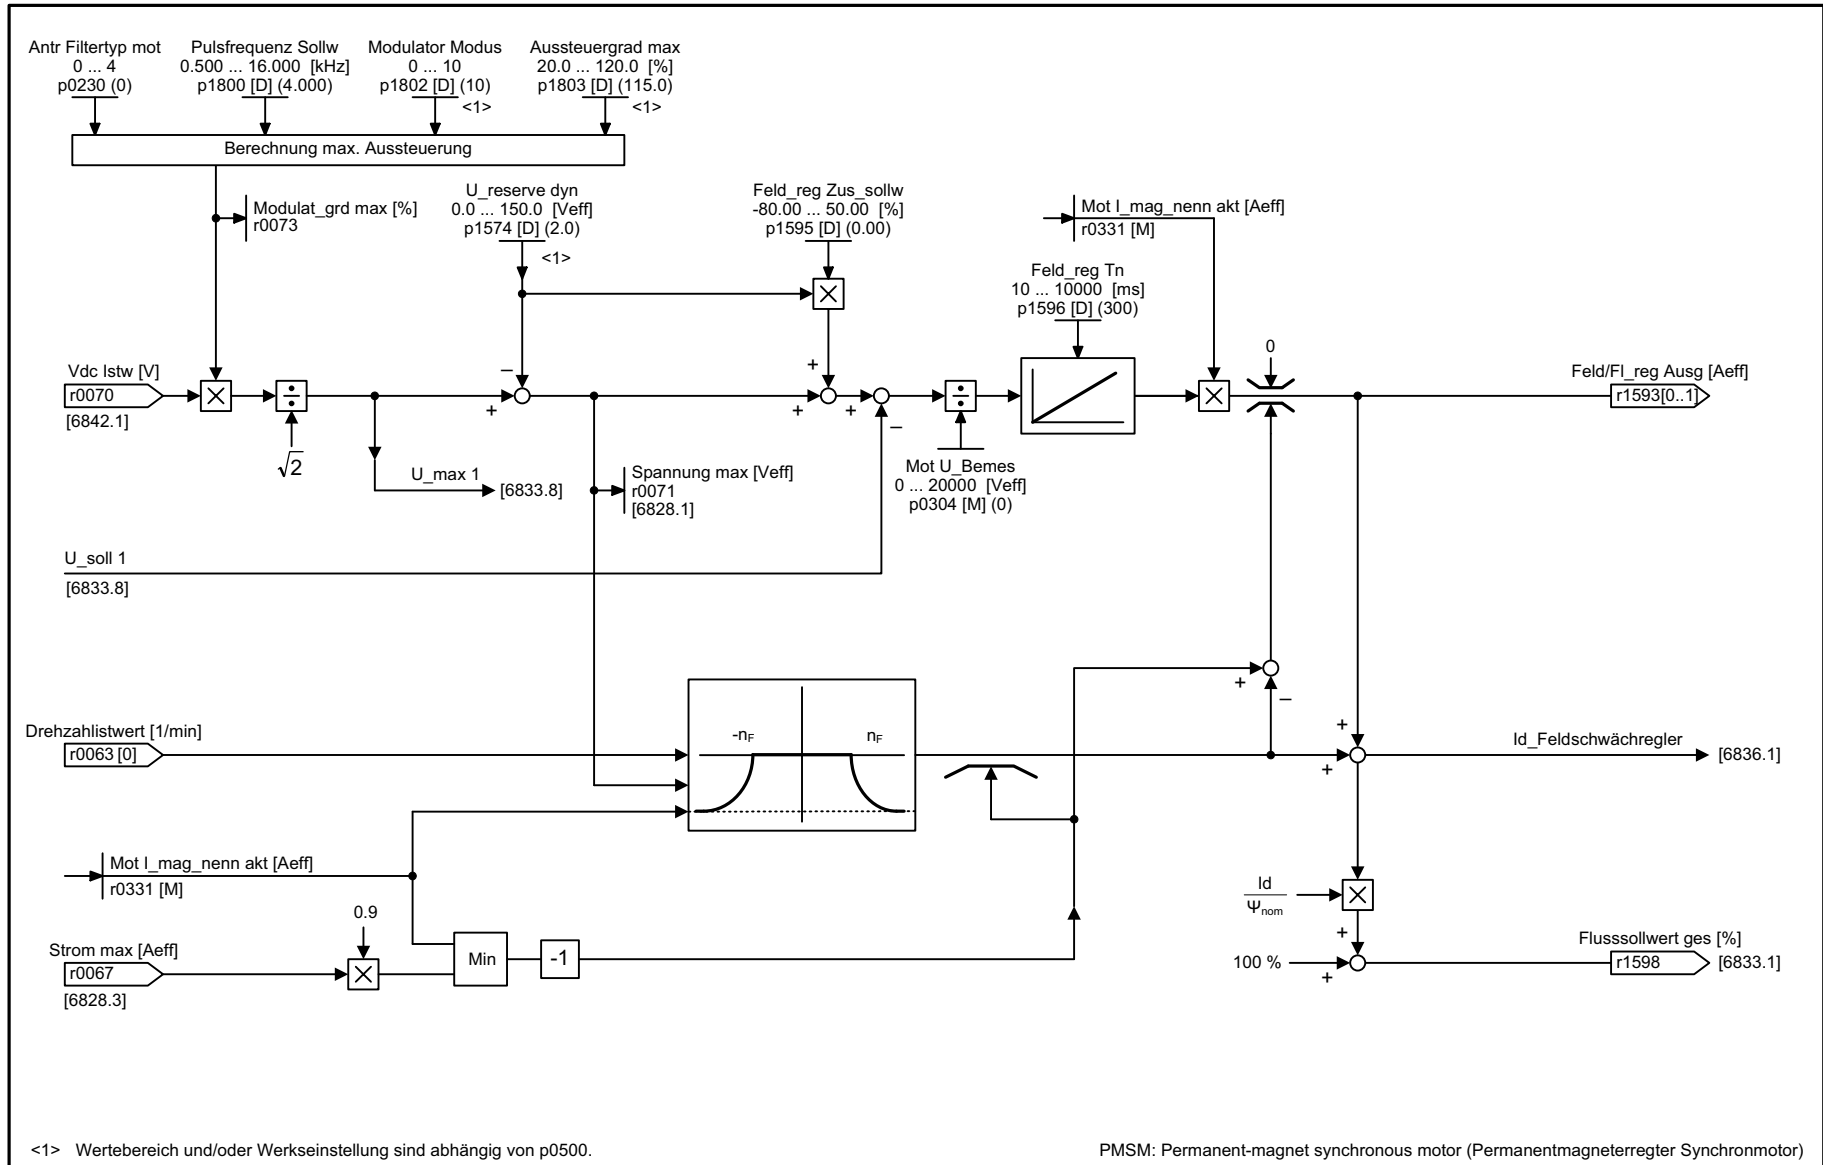 Antr Filtertyp mot
0 ... 4
p0230 (0)
Pulsfrequenz Sollw
0.500 ... 16.000 [kHz]
p1800 [D] (4.000)
Modulator Modus
0 ... 10
p1802 [D] (10)
<1>
Aussteuergrad max
20.0 ... 120.0 [%]
p1803 [D] (115.0)
<1>
Berechnung max. Aussteuerung
Modulat_grd max [%]
r0073
U_reserve dyn
0.0 ... 150.0 [Veff]
p1574 [D] (2.0)
<1>
Feld_reg Zus_sollw
-80.00 ... 50.00 [%]
p1595 [D] (0.00)
Mot I_mag_nenn akt [Aeff]
r0331 [M]
Feld_reg Tn
10 ... 10000 [ms]
p1596 [D] (300)
Vdc Istw [V]
r0070
[6842.1]
×
÷
√2
–
+
×
+
+
+
–
÷
×
0
Feld/Fl_reg Ausg [Aeff]
r1593[0..1]
U_max 1
[6833.8]
Spannung max [Veff]
r0071
[6828.1]
Mot U_Bemes
0 ... 20000 [Veff]
p0304 [M] (0)
U_soll 1
[6833.8]
+
–
Drehzahlistwert [1/min]
r0063 [0]
-nF
nF
+
+
Id_Feldschwächregler
[6836.1]
Mot I_mag_nenn akt [Aeff]
r0331 [M]
0.9
Strom max [Aeff]
r0067
[6828.3]
×
Min
-1
Id
Ψnom
×
+
100 %
+
Flusssollwert ges [%]
r1598
[6833.1]
<1> Wertebereich und/oder Werkseinstellung sind abhängig von p0500.
PMSM: Permanent-magnet synchronous motor (Permanentmagneterregter Synchronmotor)